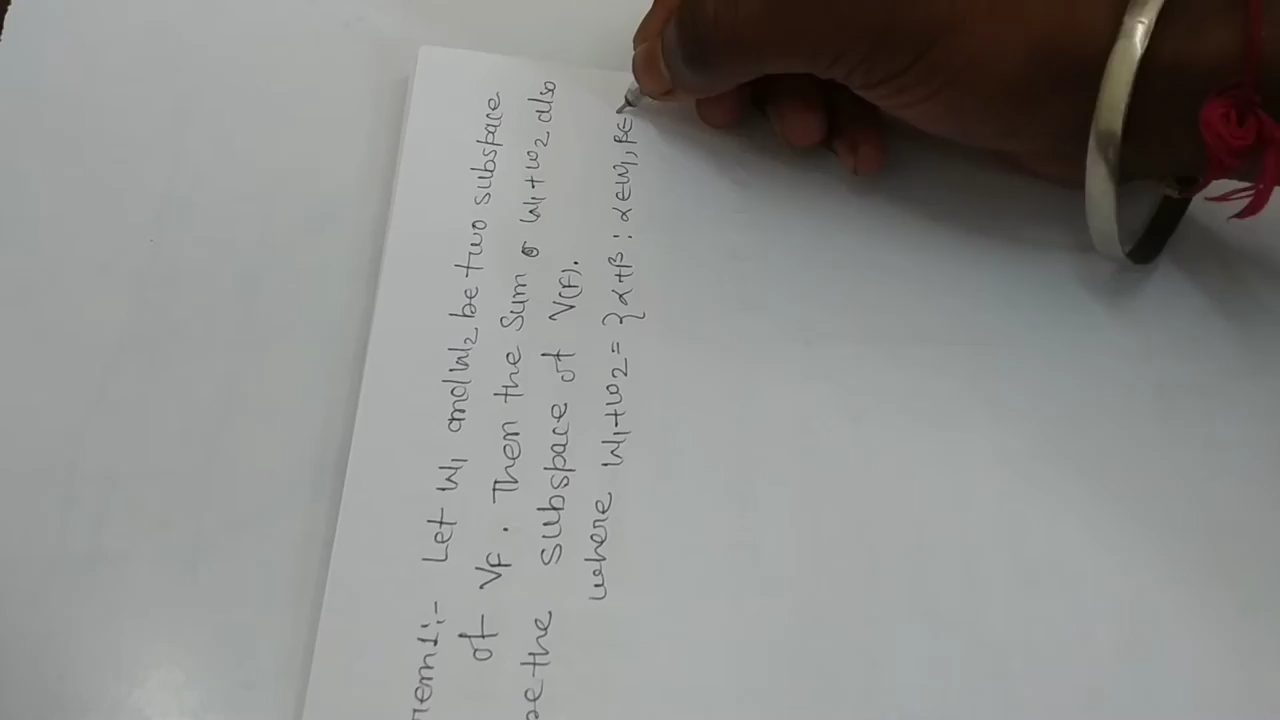 rem1:- Let W1 and W2 be two subspace
of VF. Then the Sum W1+W2 also
be the subspace of V(F).
where W1+W2 = { α+β : α∈W1, β∈